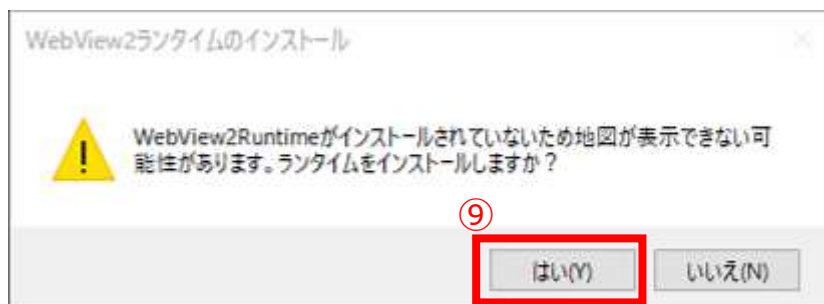 WebView2ランタイムのインストール
WebView2Runtimeがインストールされていないため地図が表示できない可
能性があります。ランタイムをインストールしますか？
⑨
はい(Y) いいえ(N)